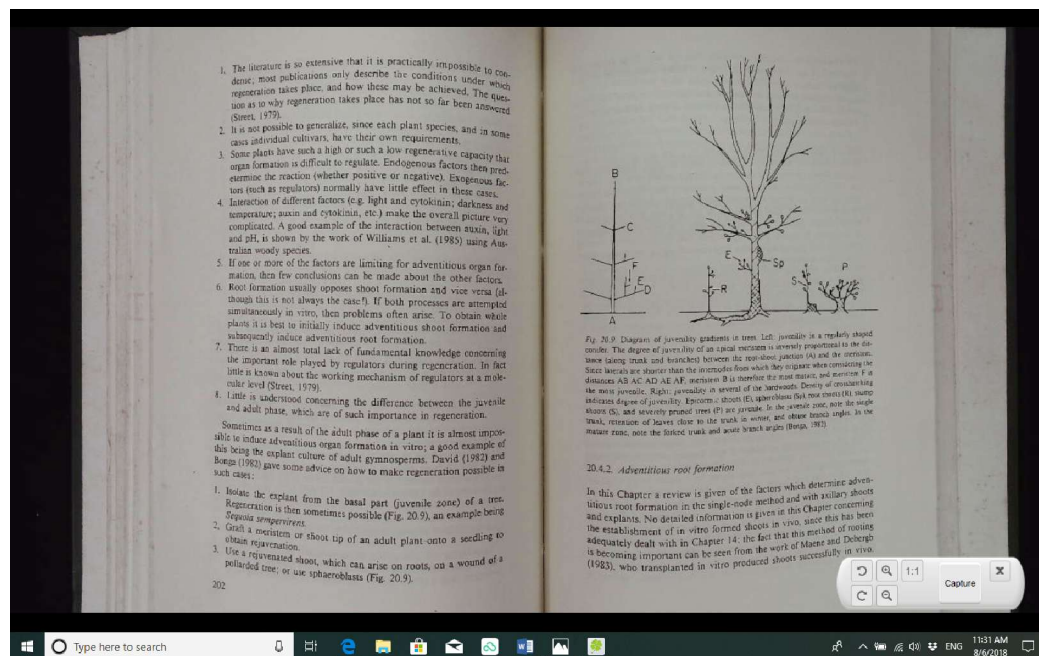 1. The literature is so extensive that it is practically impossible to con-
dense; most publications only describe the conditions under which
regeneration takes place, and how these may be achieved. The ques-
tion as to why regeneration takes place has not so far been answered
(Street, 1979).
2. It is not possible to generalize, since each plant species, and in some
cases individual cultivars, have their own requirements.
3. Some plants have such a high or such a low regenerative capacity that
organ formation is difficult to regulate. Endogenous factors then pred-
etermine the reaction (whether positive or negative). Exogenous fac-
tors (such as regulators) normally have little effect in these cases.
4. Interaction of different factors (e.g. light and cytokinin; darkness and
temperature; auxin and cytokinin, etc.) make the overall picture very
complicated. A good example of the interaction between auxin, light
and pH, is shown by the work of Williams et al. (1985) using Aus-
tralian woody species.
5. If one or more of the factors are limiting for adventitious organ for-
mation, then few conclusions can be made about the other factors.
6. Root formation usually opposes shoot formation and vice versa (al-
though this is not always the case!). If both processes are attempted
simultaneously in vitro, then problems often arise. To obtain whole
plants it is best to initially induce adventitious shoot formation and
subsequently induce adventitious root formation.
7. There is an almost total lack of fundamental knowledge concerning
the important role played by regulators during regeneration. In fact
little is known about the working mechanism of regulators at a mole-
cular level (Street, 1979).
8. Little is understood concerning the difference between the juvenile
and adult phase, which are of such importance in regeneration.
Sometimes as a result of the adult phase of a plant it is almost impos-
sible to induce adventitious organ formation in vitro; a good example of
this being the explant culture of adult gymnosperms. David (1982) and
Bonga (1982) gave some advice on how to make regeneration possible in
such cases:
1. Isolate the explant from the basal part (juvenile zone) of a tree.
Regeneration is then sometimes possible (Fig. 20.9), an example being
Sequoia sempervirens.
2. Graft a meristem or shoot tip of an adult plant onto a seedling to
obtain rejuvenation.
3. Use a rejuvenated shoot, which can arise on roots, on a wound of a
pollarded tree; or use sphaeroblasts (Fig. 20.9).
202
B
C
F
E
D
A
R
E
Sp
S
P
Fig. 20.9. Diagram of juvenility gradients in trees. Left: juvenility in a regularly shaped
conifer. The degree of juvenility of an apical meristem is inversely proportional to the dis-
tance (along trunk and branches) between the root-shoot junction (A) and the meristem.
Since laterals are shorter than the internodes from which they originate when considering the
distances AB AC AD AE AF, meristem B is therefore the most mature, and meristem F is
the most juvenile. Right: juvenility in several of the hardwoods. Density of crosshatching
indicates degree of juvenility. Epicormic shoots (E), sphaeroblasts (Sp), root shoots (R), stump
shoots (S), and severely pruned trees (P) are juvenile. In the juvenile zone, note the single
trunk, retention of leaves close to the trunk in winter, and obtuse branch angles. In the
mature zone, note the forked trunk and acute branch angles (Bonga, 1982).
20.4.2. Adventitious root formation
In this Chapter a review is given of the factors which determine adven-
titious root formation in the single-node method and with axillary shoots
and explants. No detailed information is given in this Chapter concerning
the establishment of in vitro formed shoots in vivo, since this has been
adequately dealt with in Chapter 14; the fact that this method of rooting
is becoming important can be seen from the work of Maene and Debergh
(1983), who transplanted in vitro produced shoots successfully in vivo.
1:1
Capture
X
Type here to search
ENG
11:31 AM
8/6/2018